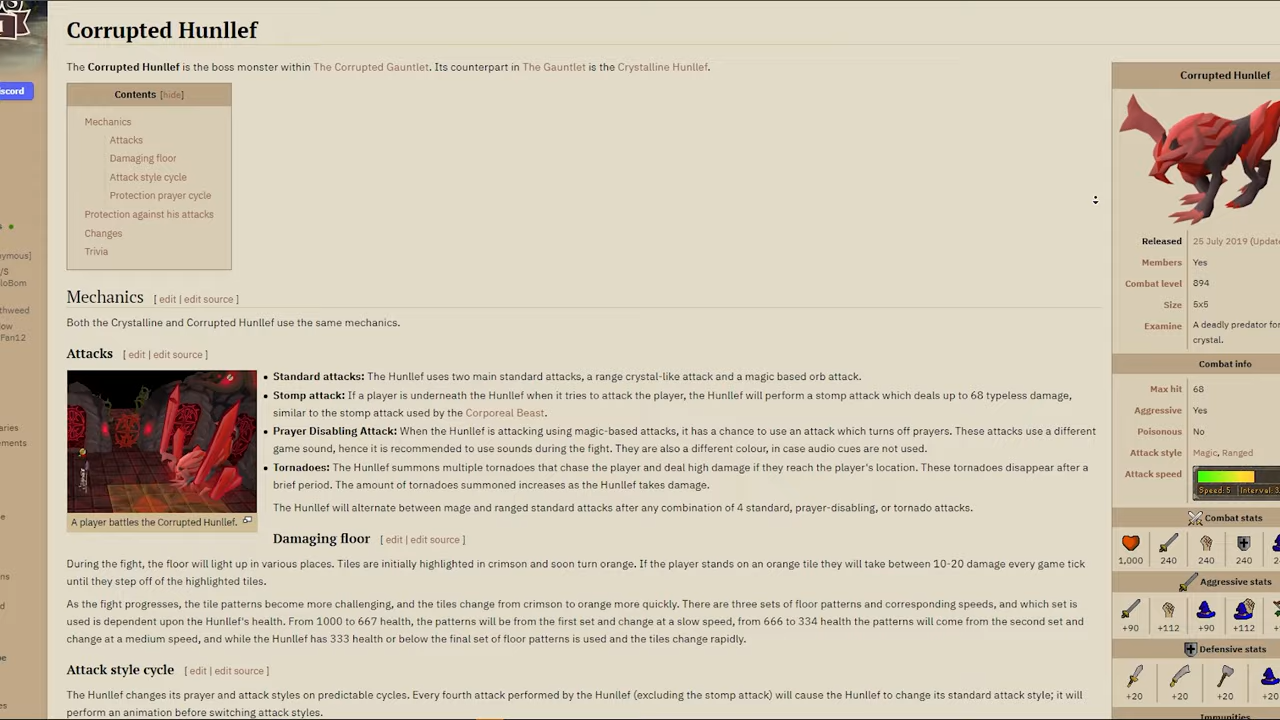 Corrupted Hunllef
The Corrupted Hunllef is the boss monster within The Corrupted Gauntlet. Its counterpart in The Gauntlet is the Crystalline Hunllef.
Contents [hide]
Mechanics
Attacks
Damaging floor
Attack style cycle
Protection prayer cycle
Protection against his attacks
Changes
Trivia
Mechanics [ edit | edit source ]
Both the Crystalline and Corrupted Hunllef use the same mechanics.
Attacks [ edit | edit source ]
Standard attacks: The Hunllef uses two main standard attacks, a range crystal-like attack and a magic based orb attack.
Stomp attack: If a player is underneath the Hunllef when it tries to attack the player, the Hunllef will perform a stomp attack which deals up to 68 typeless damage,
similar to the stomp attack used by the Corporeal Beast.
Prayer Disabling Attack: When the Hunllef is attacking using magic-based attacks, it has a chance to use an attack which turns off prayers. These attacks use a different
game sound, hence it is recommended to use sounds during the fight. They are also a different colour, in case audio cues are not used.
Tornadoes: The Hunllef summons multiple tornadoes that chase the player and deal high damage if they reach the player's location. These tornadoes disappear after a
brief period. The amount of tornadoes summoned increases as the Hunllef takes damage.
The Hunllef will alternate between mage and ranged standard attacks after any combination of 4 standard, prayer-disabling, or tornado attacks.
A player battles the Corrupted Hunllef.
Damaging floor [ edit | edit source ]
During the fight, the floor will light up in various places. Tiles are initially highlighted in crimson and soon turn orange. If the player stands on an orange tile they will take between 10-20 damage every game tick
until they step off of the highlighted tiles.
As the fight progresses, the tile patterns become more challenging, and the tiles change from crimson to orange more quickly. There are three sets of floor patterns and corresponding speeds, and which set is
used is dependent upon the Hunllef's health. From 1000 to 667 health, the patterns will be from the first set and change at a slow speed, from 666 to 334 health the patterns will come from the second set and
change at a medium speed, and while the Hunllef has 333 health or below the final set of floor patterns is used and the tiles change rapidly.
Attack style cycle [ edit | edit source ]
The Hunllef changes its prayer and attack styles on predictable cycles. Every fourth attack performed by the Hunllef (excluding the stomp attack) will cause the Hunllef to change its standard attack style; it will
perform an animation before switching attack styles.
Corrupted Hunllef
Released 25 July 2019 (Update
Members Yes
Combat level 894
Size 5x5
Examine A deadly predator for
crystal.
Combat info
Max hit 68
Aggressive Yes
Poisonous No
Attack style Magic, Ranged
Attack speed Speed:5 Interval:3
Combat stats
1,000 240 240 240 24
Aggressive stats
+90 +112 +90 +112 +
Defensive stats
+20 +20 +20 +20
Immunities
iscord
nymous]
/S
loBom
thweed
ow
Fan12
aries
ements